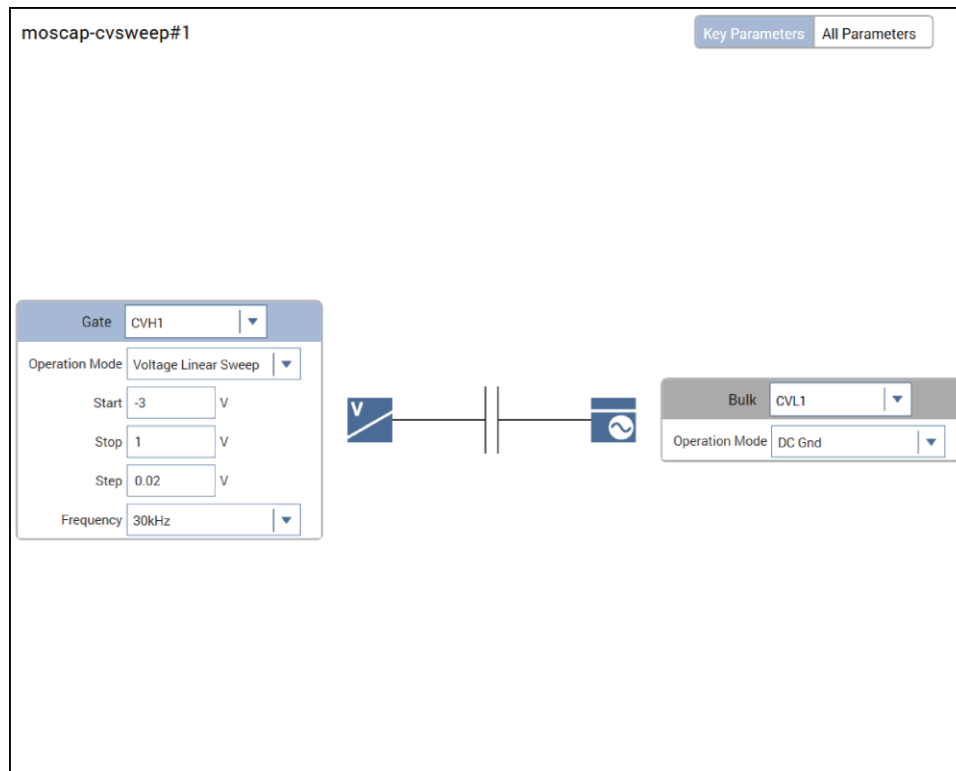 moscap-cvsweep#1
Key Parameters All Parameters
Gate CVH1
Operation Mode Voltage Linear Sweep
Start -3 V
Stop 1 V
Step 0.02 V
Frequency 30kHz
V
Bulk CVL1
Operation Mode DC Gnd